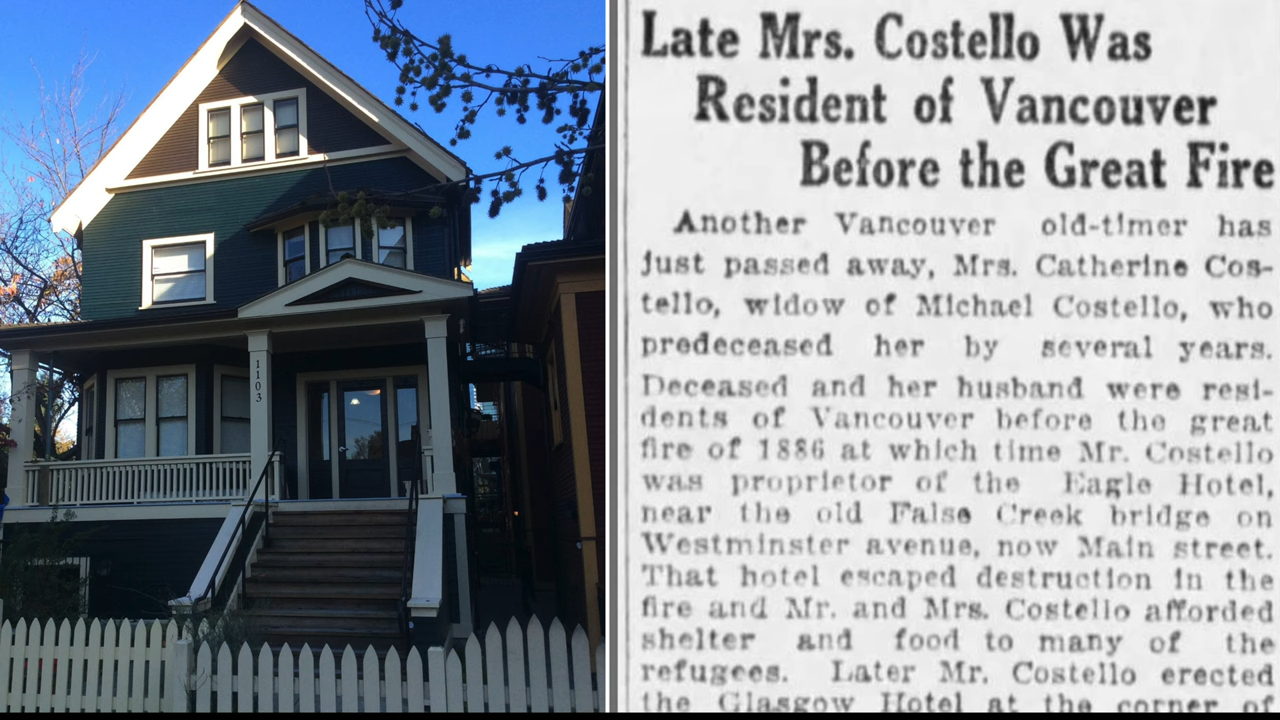 1103
Late Mrs. Costello Was
Resident of Vancouver
Before the Great Fire
Another Vancouver old-timer has
just passed away, Mrs. Catherine Cos-
tello, widow of Michael Costello, who
predeceased her by several years.
Deceased and her husband were resi-
dents of Vancouver before the great
fire of 1886 at which time Mr. Costello
was proprietor of the Eagle Hotel,
near the old False Creek bridge on
Westminster avenue, now Main street.
That hotel escaped destruction in the
fire and Mr. and Mrs. Costello afforded
shelter and food to many of the
refugees. Later Mr. Costello erected
the Glasgow Hotel at the corner of